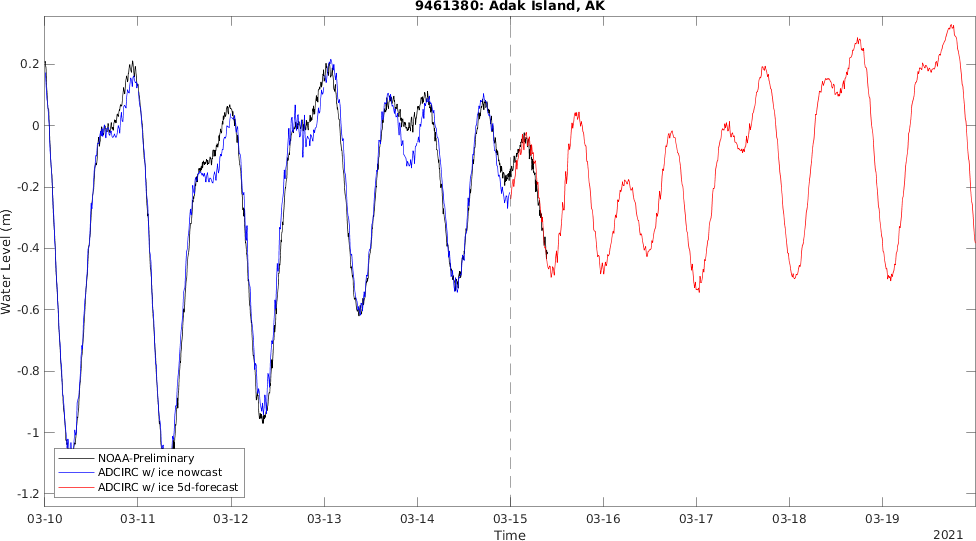 9461380: Adak Island, AK
Water Level (m)
0.2
0
-0.2
-0.4
-0.6
-0.8
-1
-1.2
NOAA-Preliminary
ADCIRC w/ ice nowcast
ADCIRC w/ ice 5d-forecast
03-10 03-11 03-12 03-13 03-14 03-15 03-16 03-17 03-18 03-19
Time
2021